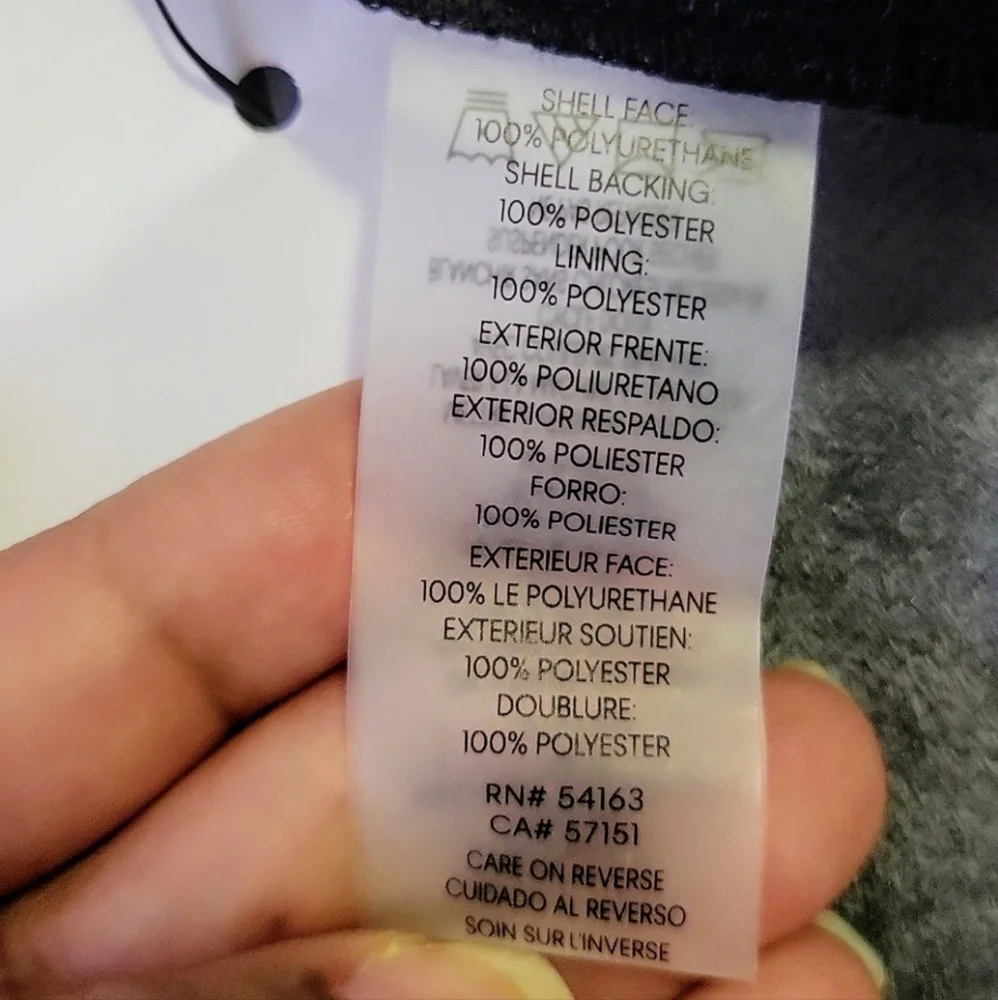 SHELL FACE:
100% POLYURETHANE
SHELL BACKING:
100% POLYESTER
LINING:
100% POLYESTER
EXTERIOR FRENTE:
100% POLIURETANO
EXTERIOR RESPALDO:
100% POLIESTER
FORRO:
100% POLIESTER
EXTERIEUR FACE:
100% LE POLYURETHANE
EXTERIEUR SOUTIEN:
100% POLYESTER
DOUBLURE:
100% POLYESTER
RN# 54163
CA# 57151
CARE ON REVERSE
CUIDADO AL REVERSO
SOIN SUR L'INVERSE